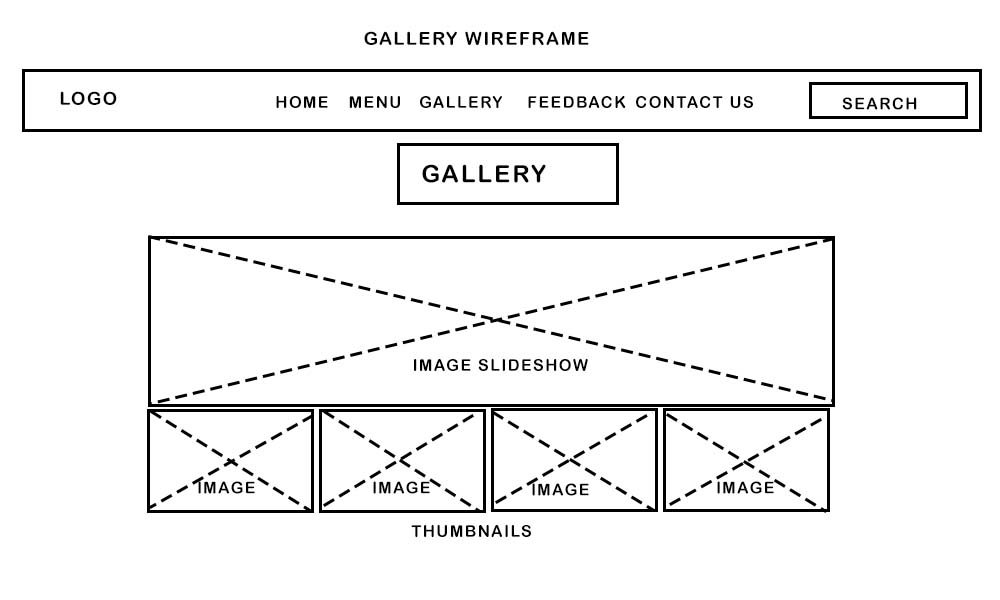 GALLERY WIREFRAME
LOGO HOME MENU GALLERY FEEDBACK CONTACT US SEARCH
GALLERY
IMAGE SLIDESHOW
IMAGE IMAGE IMAGE IMAGE
THUMBNAILS